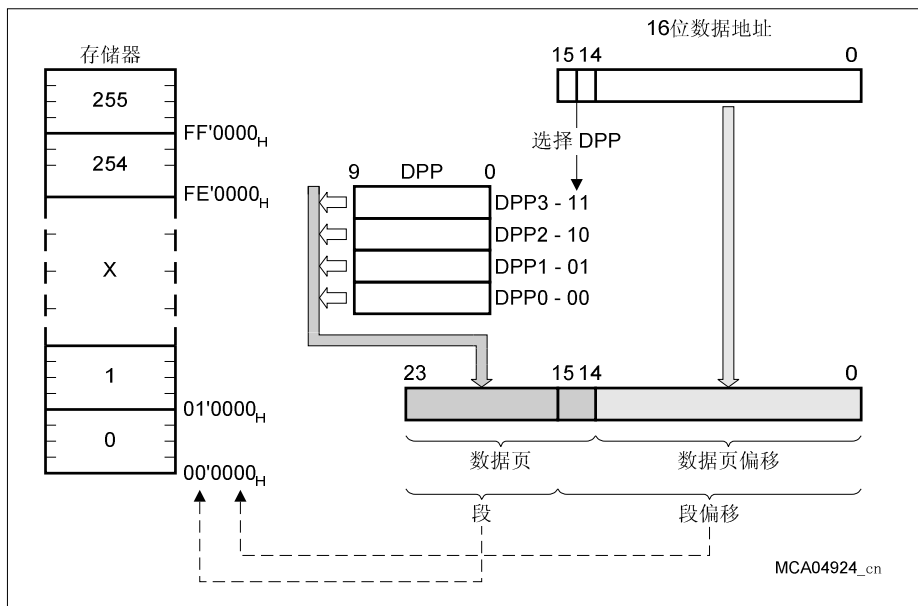 16位数据地址
存储器
15 14 0
255
FF'0000H
选择 DPP
254
9 DPP 0
FE'0000H
DPP3 - 11
DPP2 - 10
X
DPP1 - 01
DPP0 - 00
1
23 15 14 0
01'0000H
0
数据页 数据页偏移
00'0000H
段 段偏移
MCA04924_cn